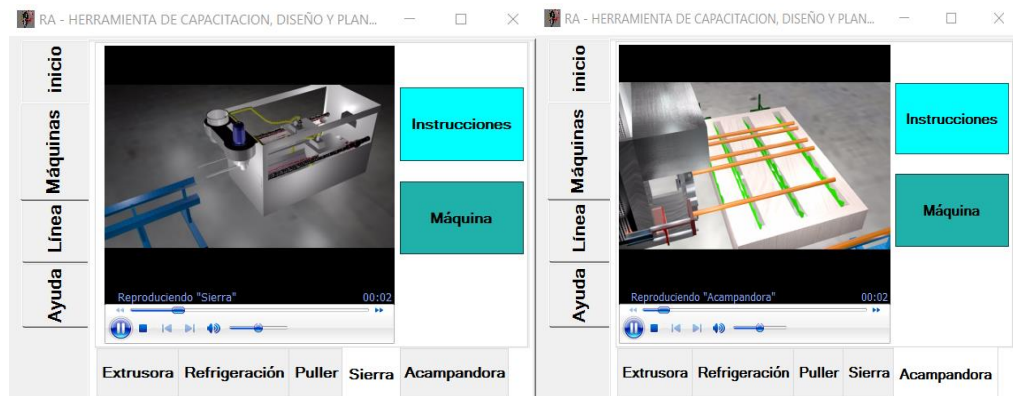 RA - HERRAMIENTA DE CAPACITACION, DISEÑO Y PLAN...
inicio
Máquinas
Línea
Ayuda
Instrucciones
Máquina
Reproduciendo "Sierra" 00:02
Extrusora Refrigeración Puller Sierra Acampandora
RA - HERRAMIENTA DE CAPACITACION, DISEÑO Y PLAN...
inicio
Máquinas
Línea
Ayuda
Instrucciones
Máquina
Reproduciendo "Acampandora" 00:02
Extrusora Refrigeración Puller Sierra Acampandora